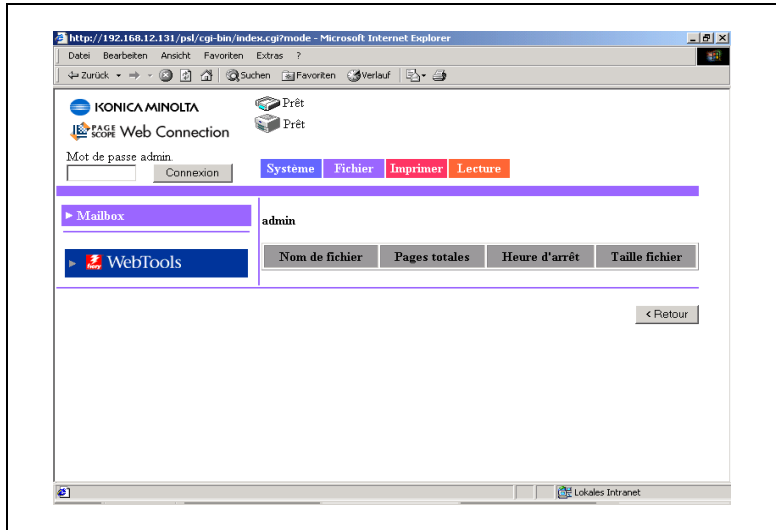 http://192.168.12.131/psl/cgi-bin/index.cgi?mode - Microsoft Internet Explorer
Datei Bearbeiten Ansicht Favoriten Extras ?
Zurück Suchen Favoriten Verlauf
KONICA MINOLTA
Prêt
PAGE SCOPE Web Connection
Prêt
Mot de passe admin.
Connexion
Système Fichier Imprimer Lecture
Mailbox
admin
WebTools
fiery
Nom de fichier Pages totales Heure d'arrêt Taille fichier
< Retour
Lokales Intranet